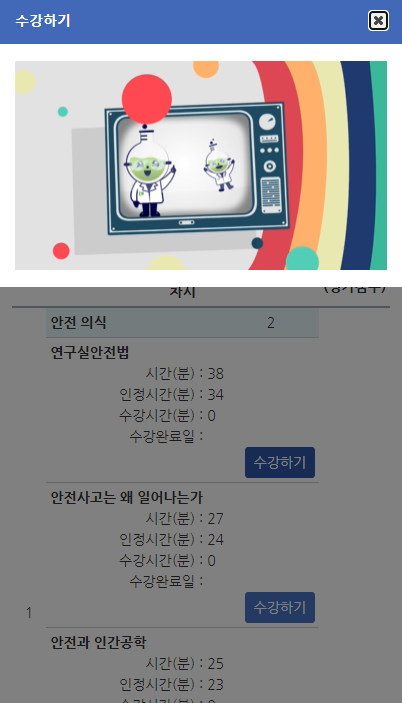 수강하기
차시
안전 의식 2
연구실안전법
시간(분) : 38
인정시간(분) : 34
수강시간(분) : 0
수강완료일 :
수강하기
안전사고는 왜 일어나는가
시간(분) : 27
인정시간(분) : 24
수강시간(분) : 0
수강완료일 :
수강하기
1
안전과 인간공학
시간(분) : 25
인정시간(분) : 23